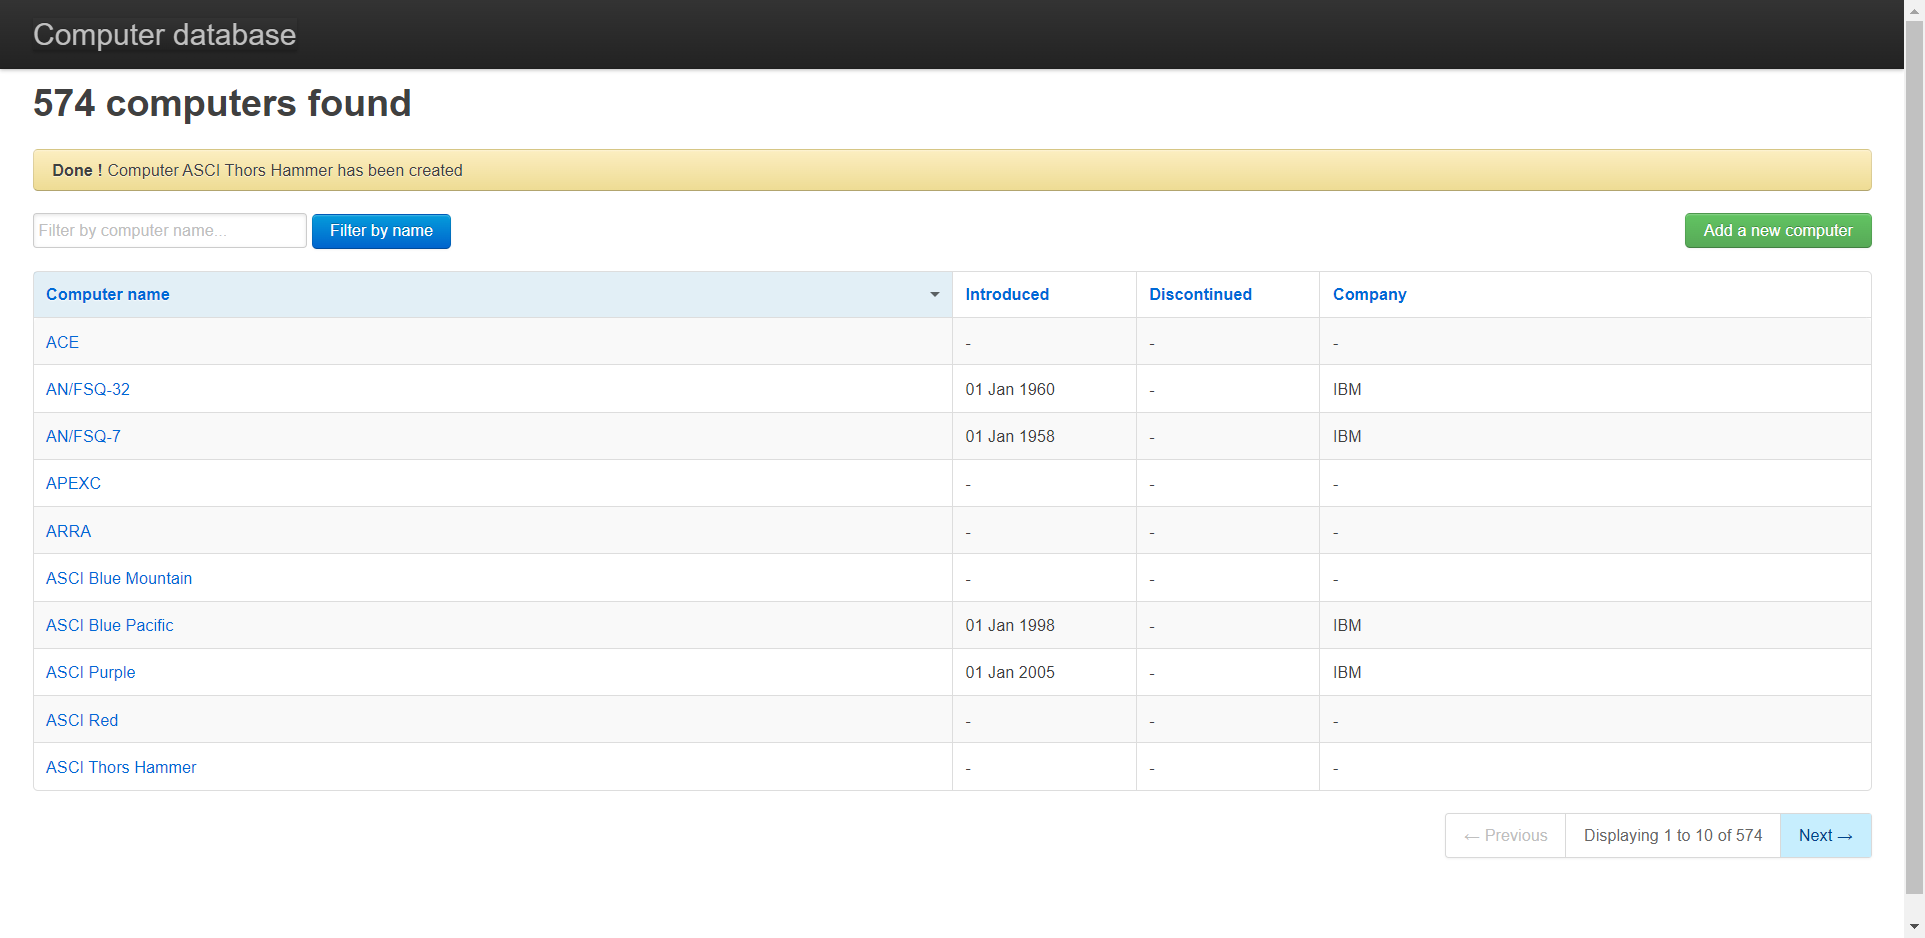 Computer database
574 computers found
Done ! Computer ASCI Thors Hammer has been created
Filter by computer name... Filter by name Add a new computer
Computer name Introduced Discontinued Company
ACE - - -
AN/FSQ-32 01 Jan 1960 - IBM
AN/FSQ-7 01 Jan 1958 - IBM
APEXC - - -
ARRA - - -
ASCI Blue Mountain - - -
ASCI Blue Pacific 01 Jan 1998 - IBM
ASCI Purple 01 Jan 2005 - IBM
ASCI Red - - -
ASCI Thors Hammer - - -
← Previous Displaying 1 to 10 of 574 Next →